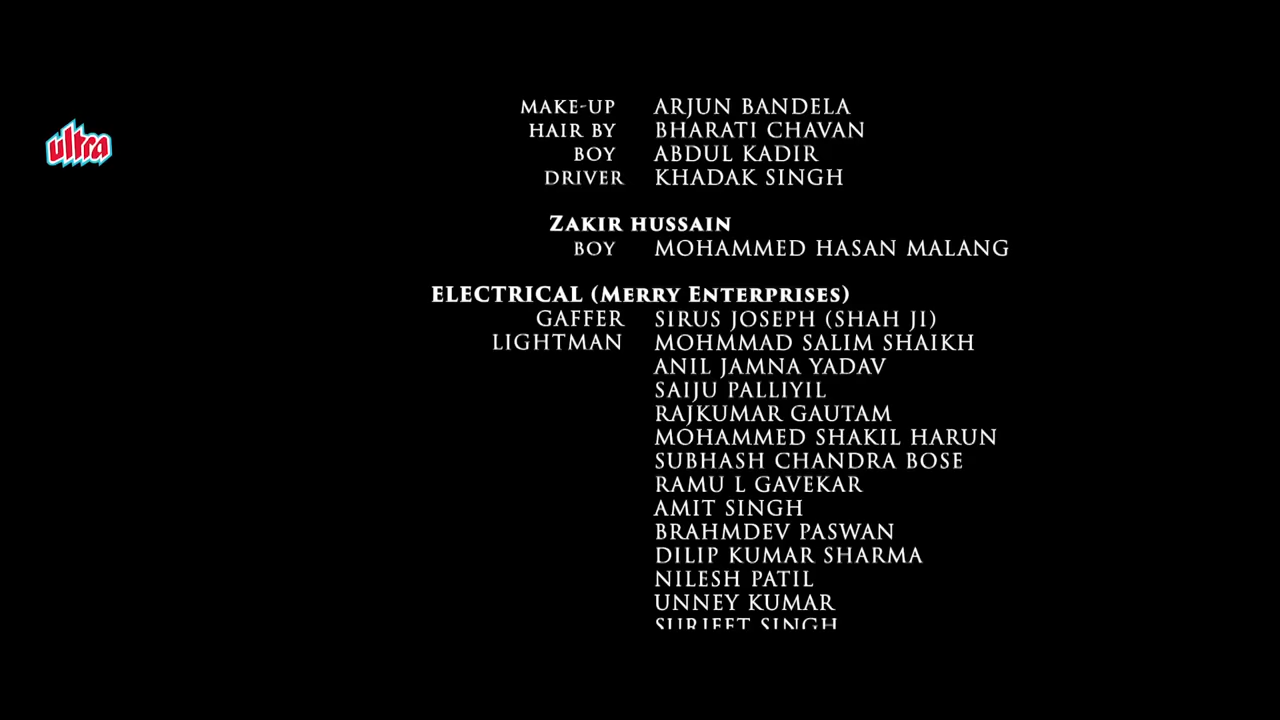 ultra
MAKE-UP ARJUN BANDELA
HAIR BY BHARATI CHAVAN
BOY ABDUL KADIR
DRIVER KHADAK SINGH
ZAKIR HUSSAIN
BOY MOHAMMED HASAN MALANG
ELECTRICAL (MERRY ENTERPRISES)
GAFFER SIRUS JOSEPH (SHAH JI)
LIGHTMAN MOHMMAD SALIM SHAIKH
ANIL JAMNA YADAV
SAIJU PALLIYIL
RAJKUMAR GAUTAM
MOHAMMED SHAKIL HARUN
SUBHASH CHANDRA BOSE
RAMU L GAVEKAR
AMIT SINGH
BRAHMDEV PASWAN
DILIP KUMAR SHARMA
NILESH PATIL
UNNEY KUMAR
SURJEET SINGH